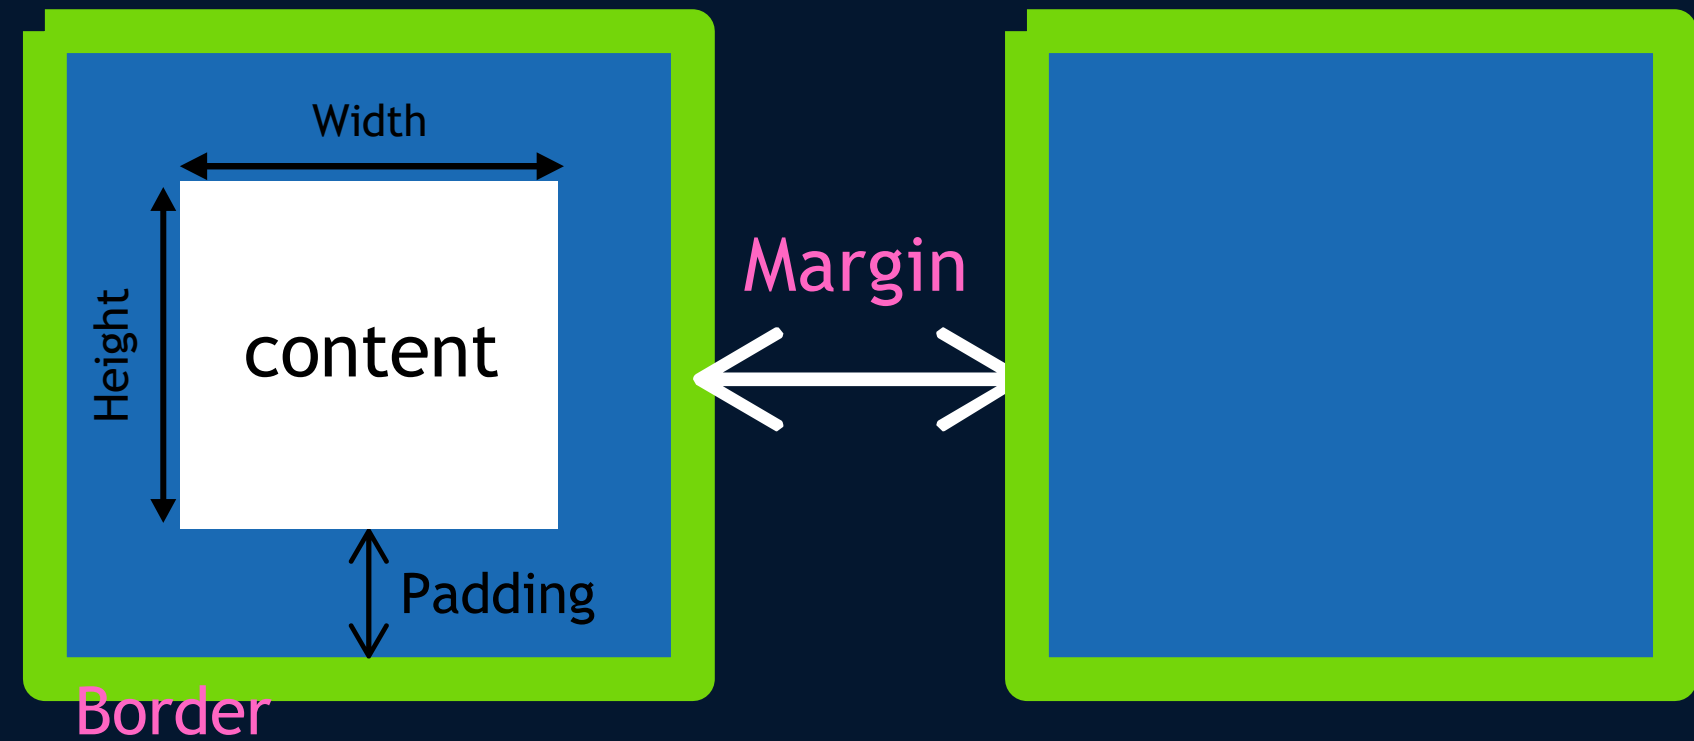 Width
Height
content
Margin
Padding
Border